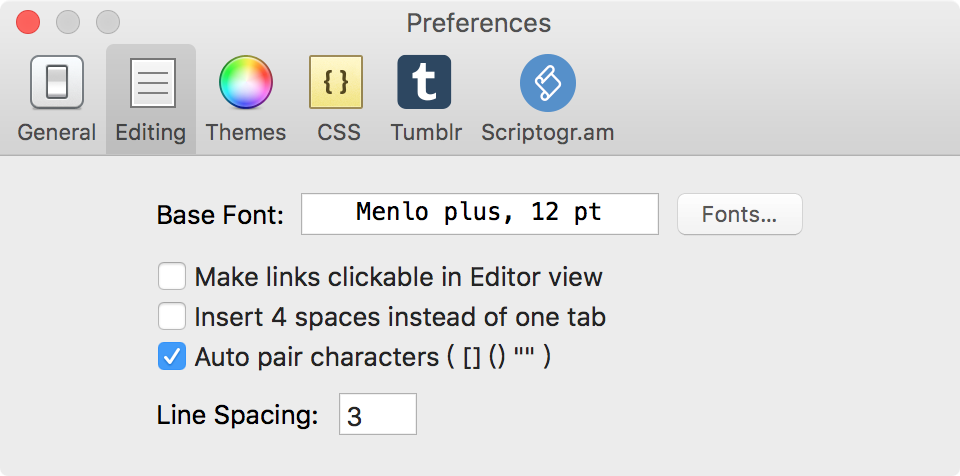 Preferences
General Editing Themes CSS Tumblr Scriptogr.am
Base Font: Menlo plus, 12 pt Fonts...
Make links clickable in Editor view
Insert 4 spaces instead of one tab
Auto pair characters ( [] () "" )
Line Spacing: 3